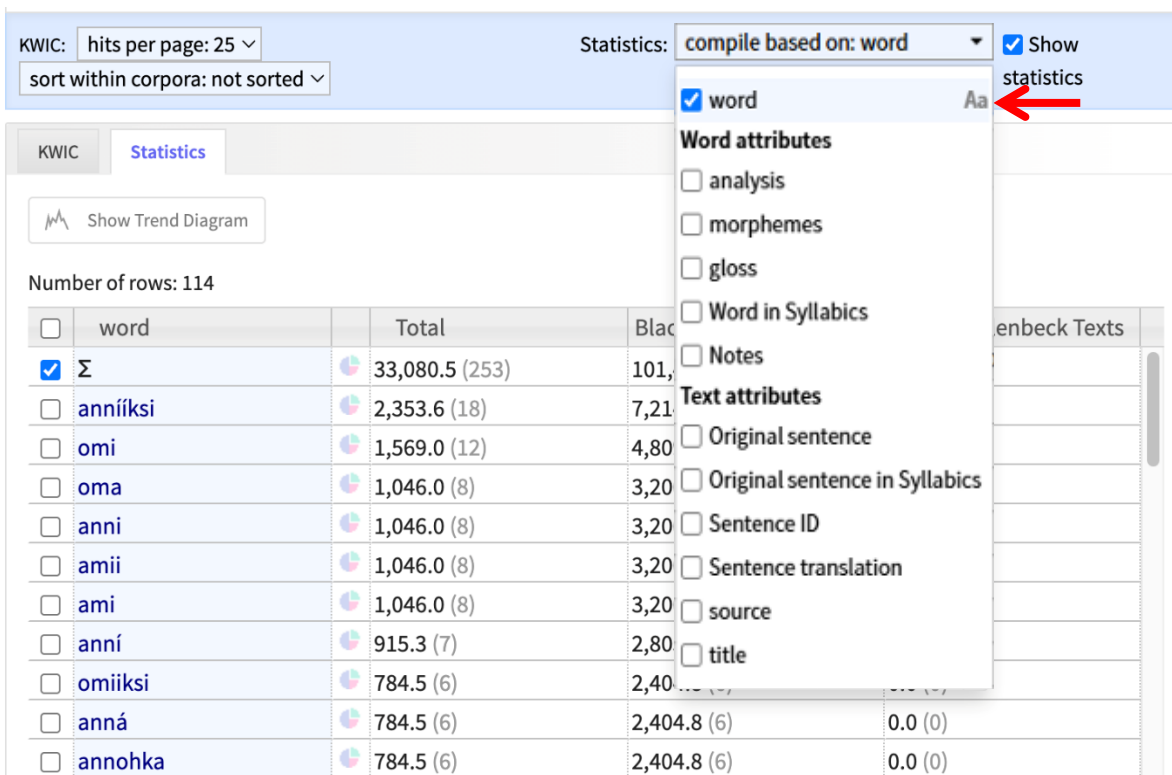 KWIC: hits per page: 25 Statistics: compile based on: word Show statistics
sort within corpora: not sorted
word Aa
Word attributes
analysis
morphemes
gloss
Word in Syllabics
Notes
Text attributes
Original sentence
Original sentence in Syllabics
Sentence ID
Sentence translation
source
title
KWIC Statistics
Show Trend Diagram
Number of rows: 114
word Total Texts
Σ 33,080.5 (253)
annííksi 2,353.6 (18)
omi 1,569.0 (12)
oma 1,046.0 (8)
anni 1,046.0 (8)
amii 1,046.0 (8)
ami 1,046.0 (8)
anní 915.3 (7)
omiiksi 784.5 (6)
anná 784.5 (6) 2,404.8 (6) 0.0 (0)
annohka 784.5 (6) 2,404.8 (6) 0.0 (0)